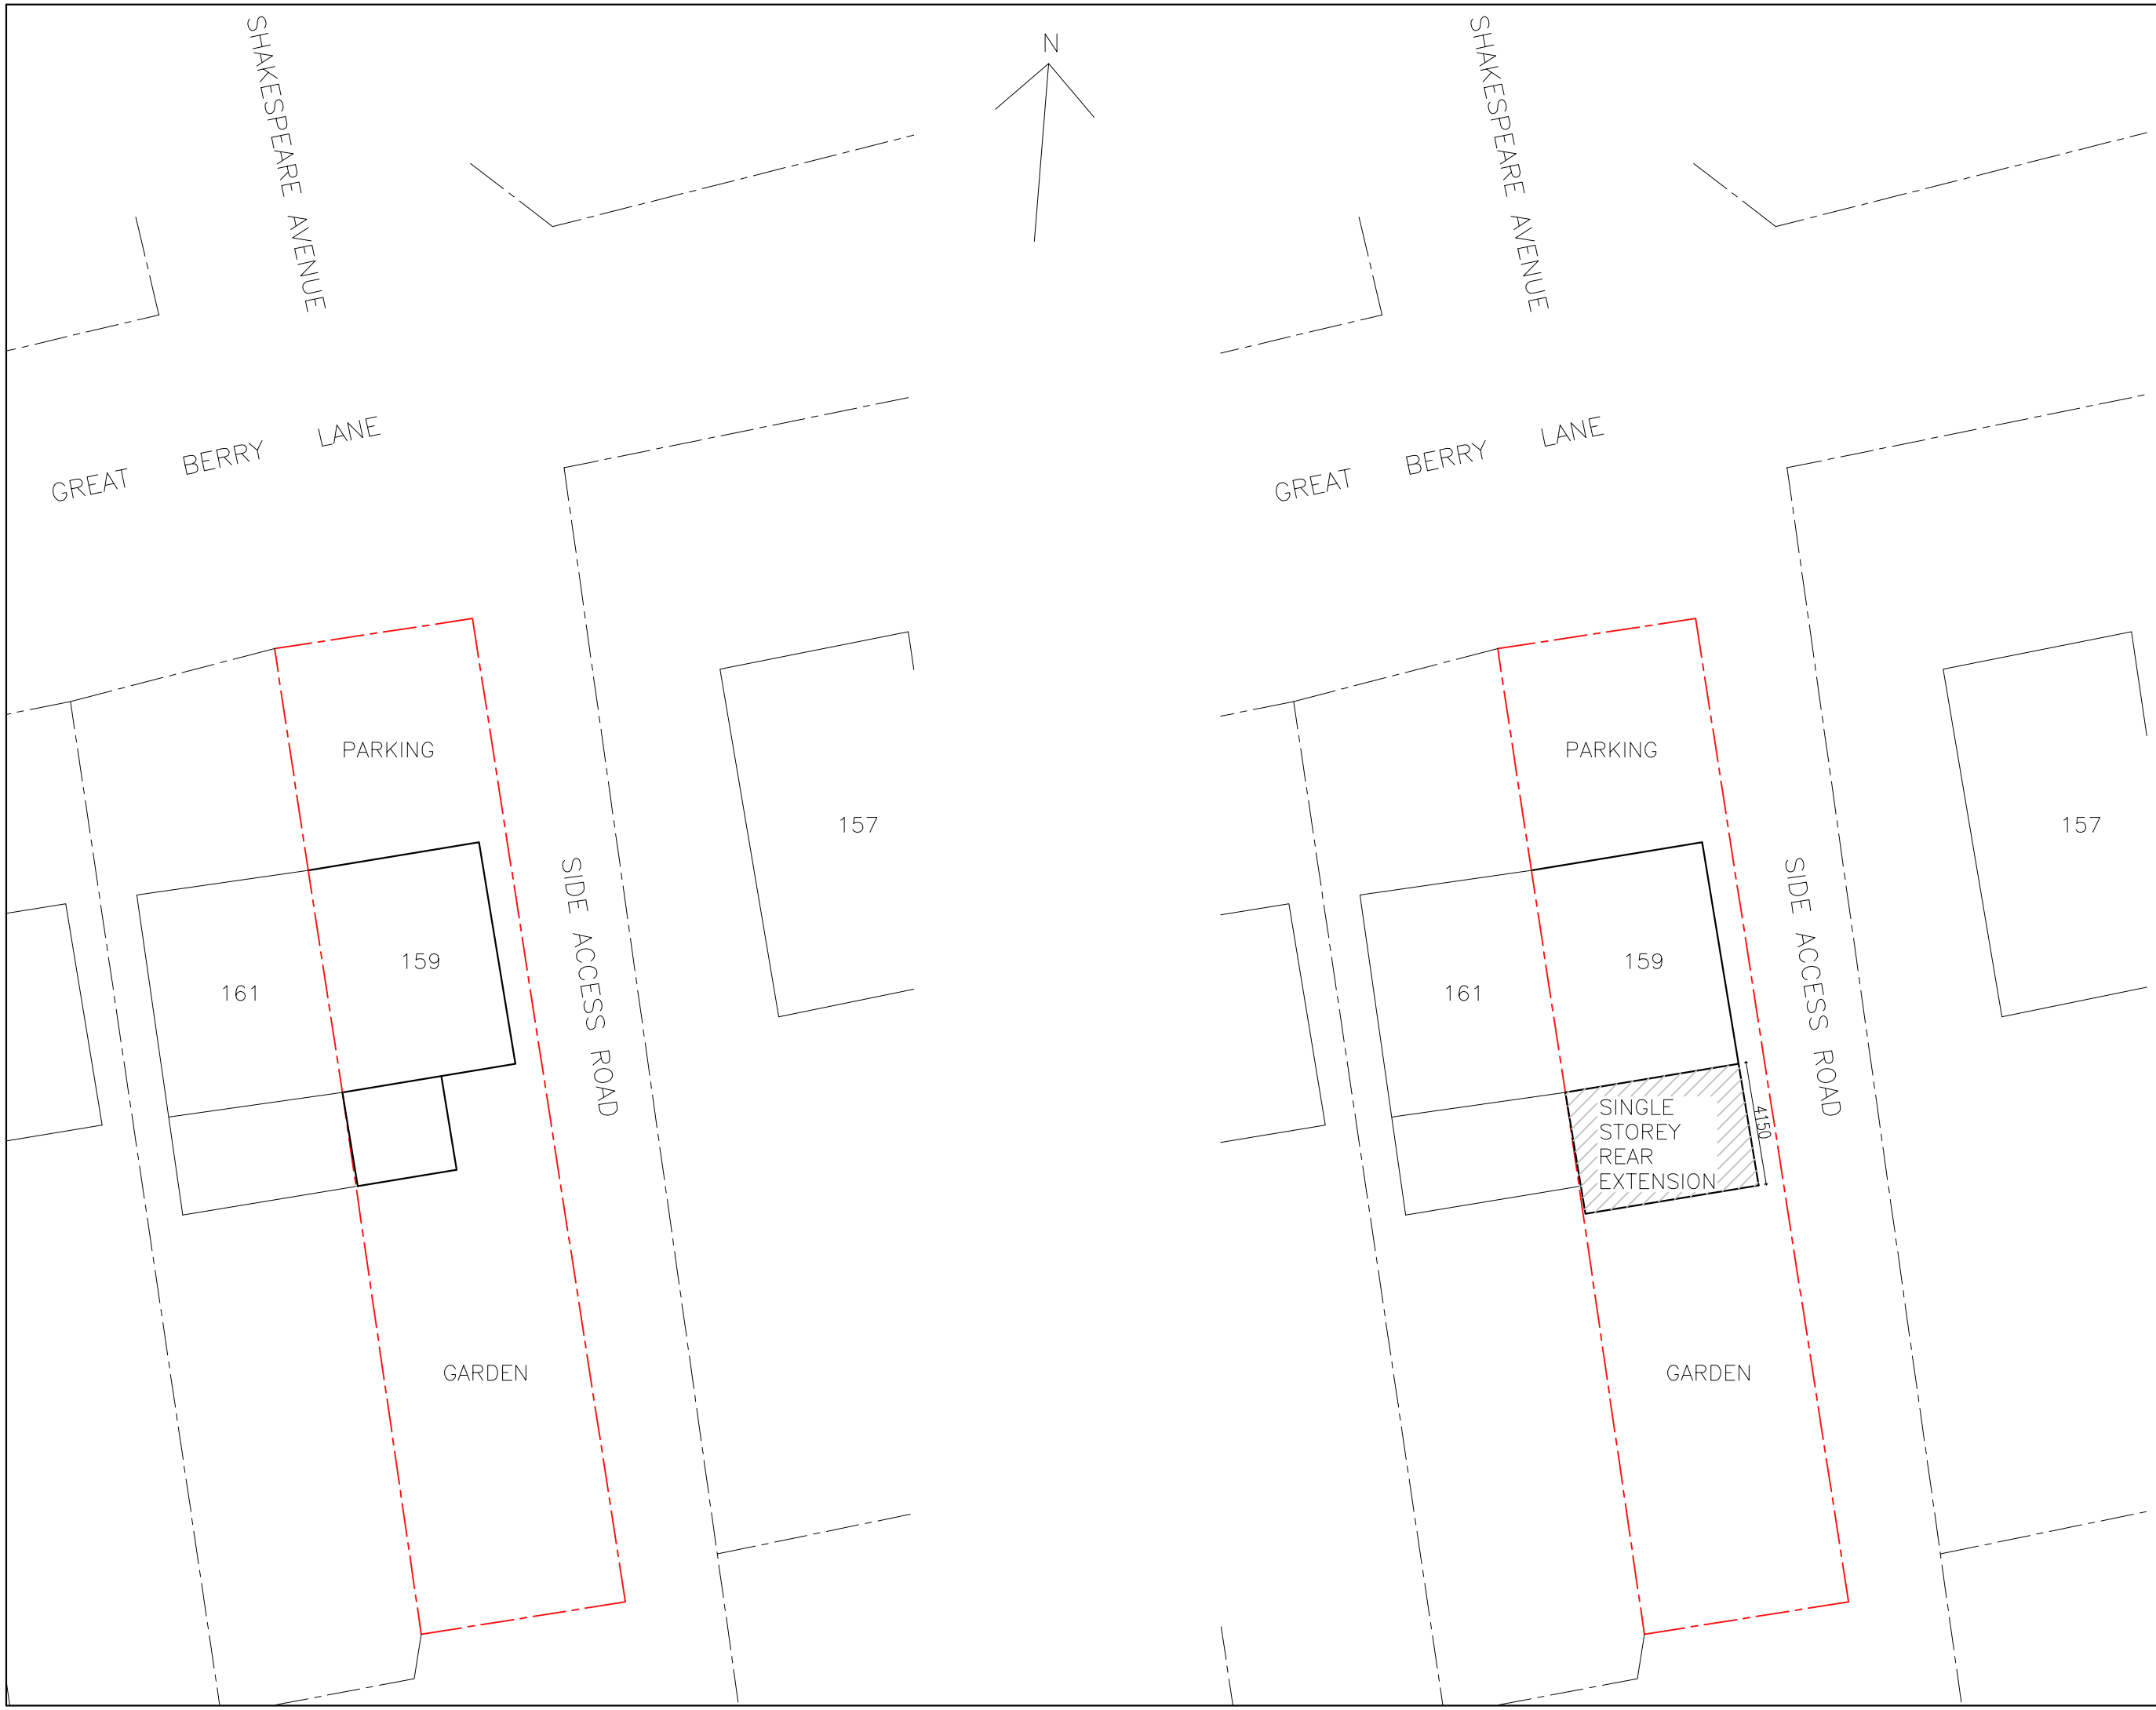 SHAKESPEARE AVENUE
N
GREAT BERRY LANE
PARKING
157
159
161
SIDE ACCESS ROAD
GARDEN
SHAKESPEARE AVENUE
GREAT BERRY LANE
PARKING
157
159
161
SIDE ACCESS ROAD
SINGLE
STOREY
REAR
EXTENSION
4150
GARDEN